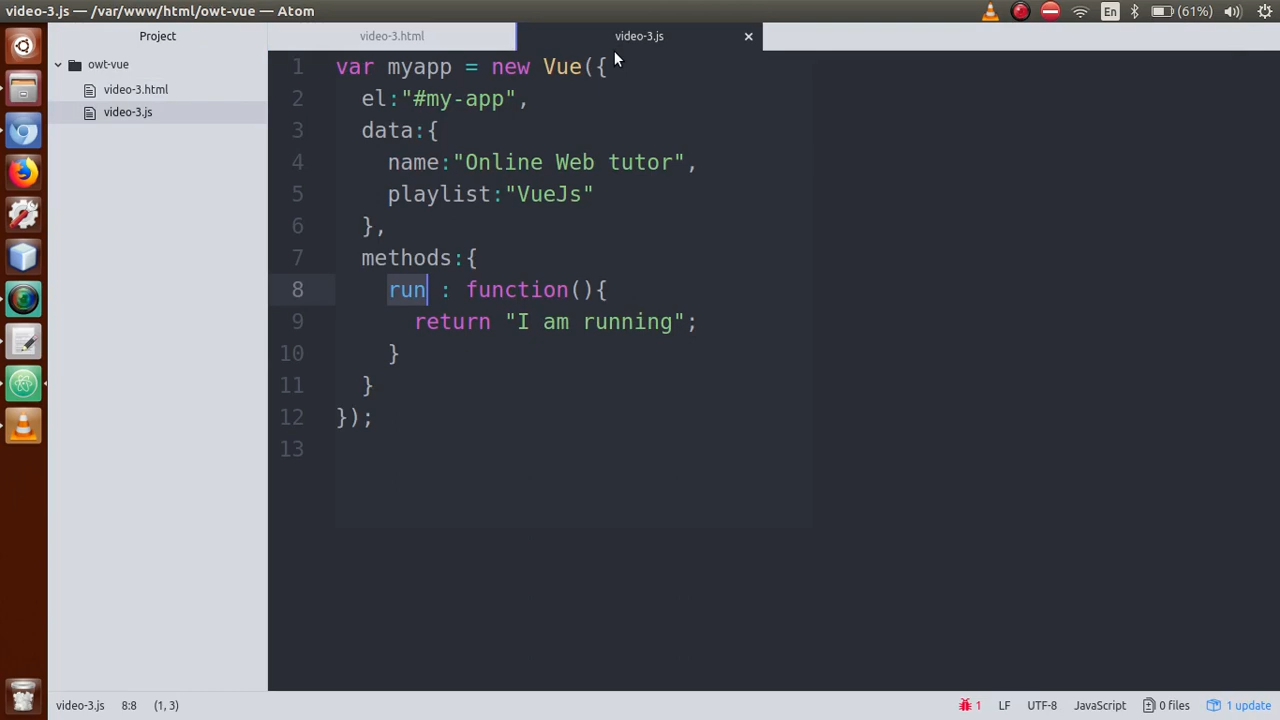 video-3.js — /var/www/html/owt-vue — Atom
En
(61%)
Project
video-3.html
video-3.js
owt-vue
video-3.html
video-3.js
1 var myapp = new Vue({
2 el:"#my-app",
3 data:{
4 name:"Online Web tutor",
5 playlist:"VueJs"
6 },
7 methods:{
8 run : function(){
9 return "I am running";
10 }
11 }
12 });
13
video-3.js 8:8 (1, 3)
1 LF UTF-8 JavaScript 0 files 1 update